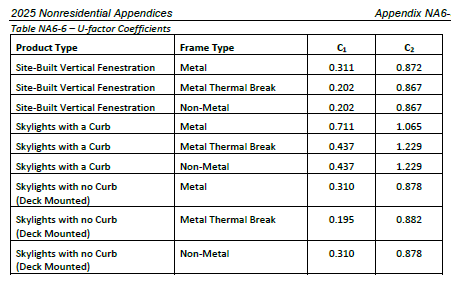 2025 Nonresidential Appendices Appendix NA6-
Table NA6-6 – U-factor Coefficients
Product Type Frame Type C1 C2
Site-Built Vertical Fenestration Metal 0.311 0.872
Site-Built Vertical Fenestration Metal Thermal Break 0.202 0.867
Site-Built Vertical Fenestration Non-Metal 0.202 0.867
Skylights with a Curb Metal 0.711 1.065
Skylights with a Curb Metal Thermal Break 0.437 1.229
Skylights with a Curb Non-Metal 0.437 1.229
Skylights with no Curb Metal 0.310 0.878
(Deck Mounted)
Skylights with no Curb Metal Thermal Break 0.195 0.882
(Deck Mounted)
Skylights with no Curb Non-Metal 0.310 0.878
(Deck Mounted)